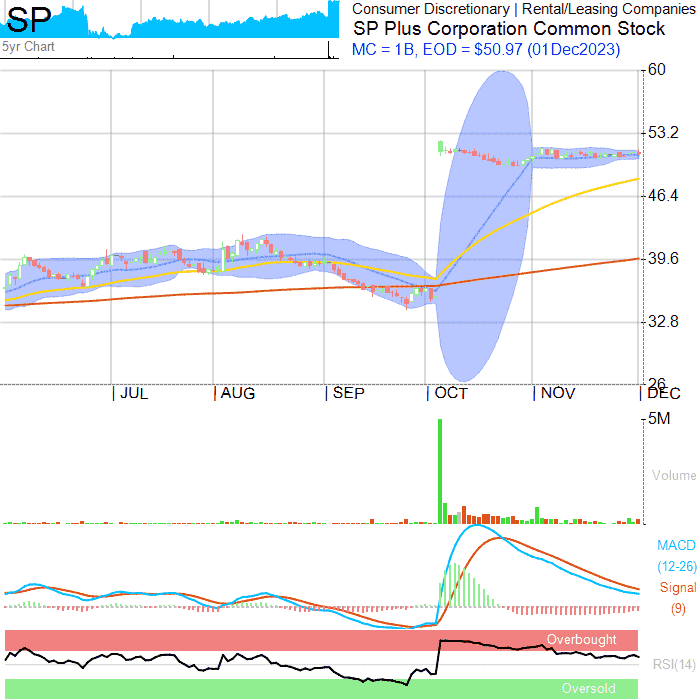 SP
5yr Chart
Consumer Discretionary | Rental/Leasing Companies
SP Plus Corporation Common Stock
MC = 1B, EOD = $50.97 (01Dec2023)
60
53.2
46.4
39.6
32.8
26
JUL
AUG
SEP
OCT
NOV
DEC
5M
Volume
MACD
(12-26)
Signal
(9)
Overbought
RSI(14)
Oversold